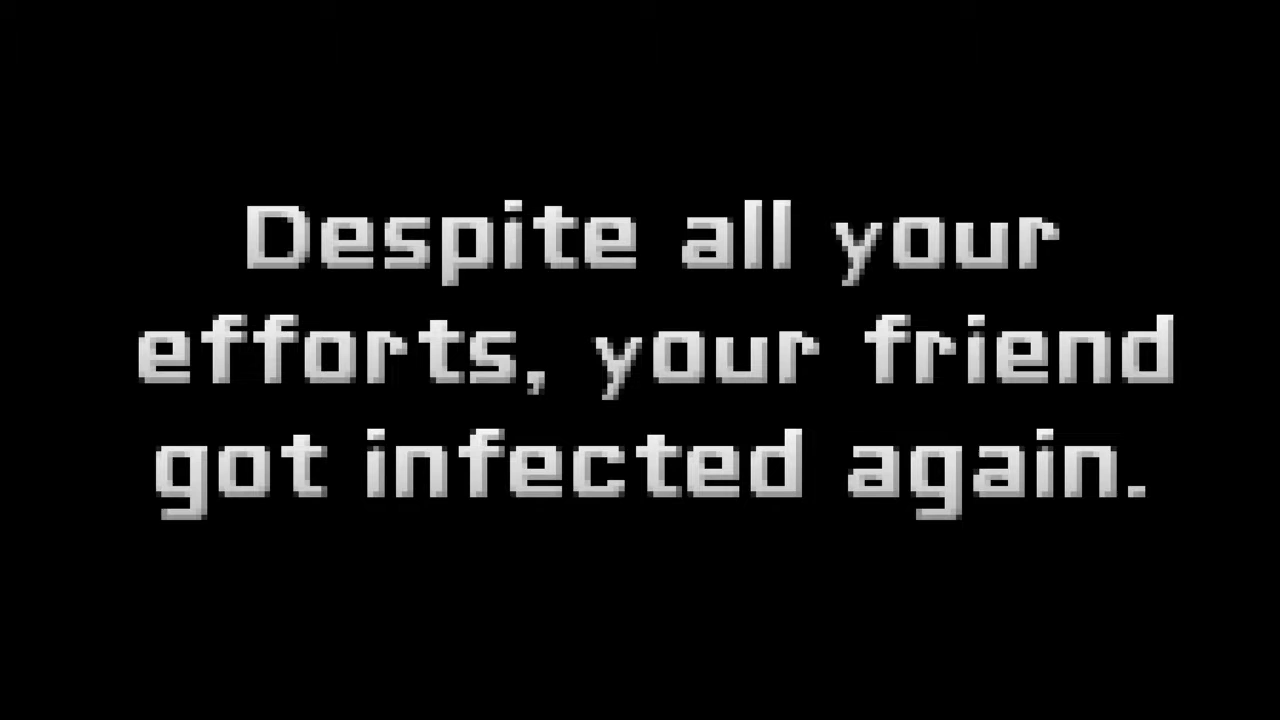 Despite all your
efforts, your friend
got infected again.